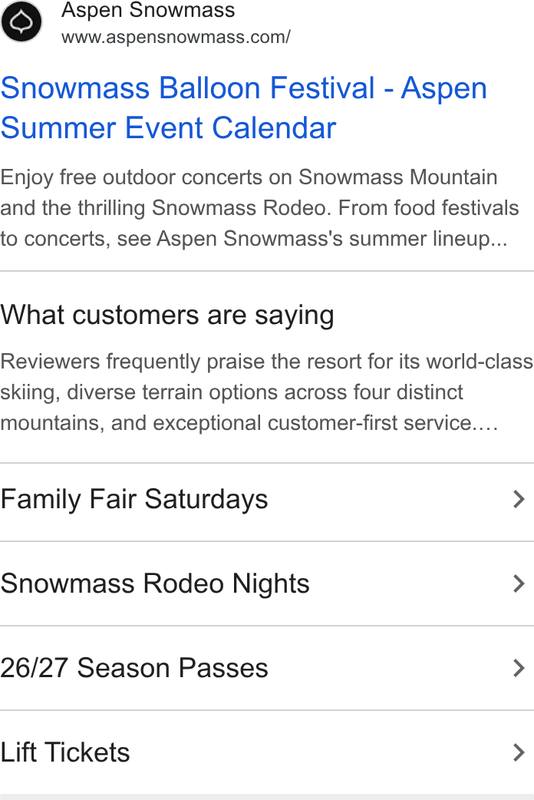 Aspen Snowmass
www.aspensnowmass.com/
Snowmass Balloon Festival - Aspen
Summer Event Calendar
Enjoy free outdoor concerts on Snowmass Mountain
and the thrilling Snowmass Rodeo. From food festivals
to concerts, see Aspen Snowmass's summer lineup...
What customers are saying
Reviewers frequently praise the resort for its world-class
skiing, diverse terrain options across four distinct
mountains, and exceptional customer-first service.…
Family Fair Saturdays
Snowmass Rodeo Nights
26/27 Season Passes
Lift Tickets